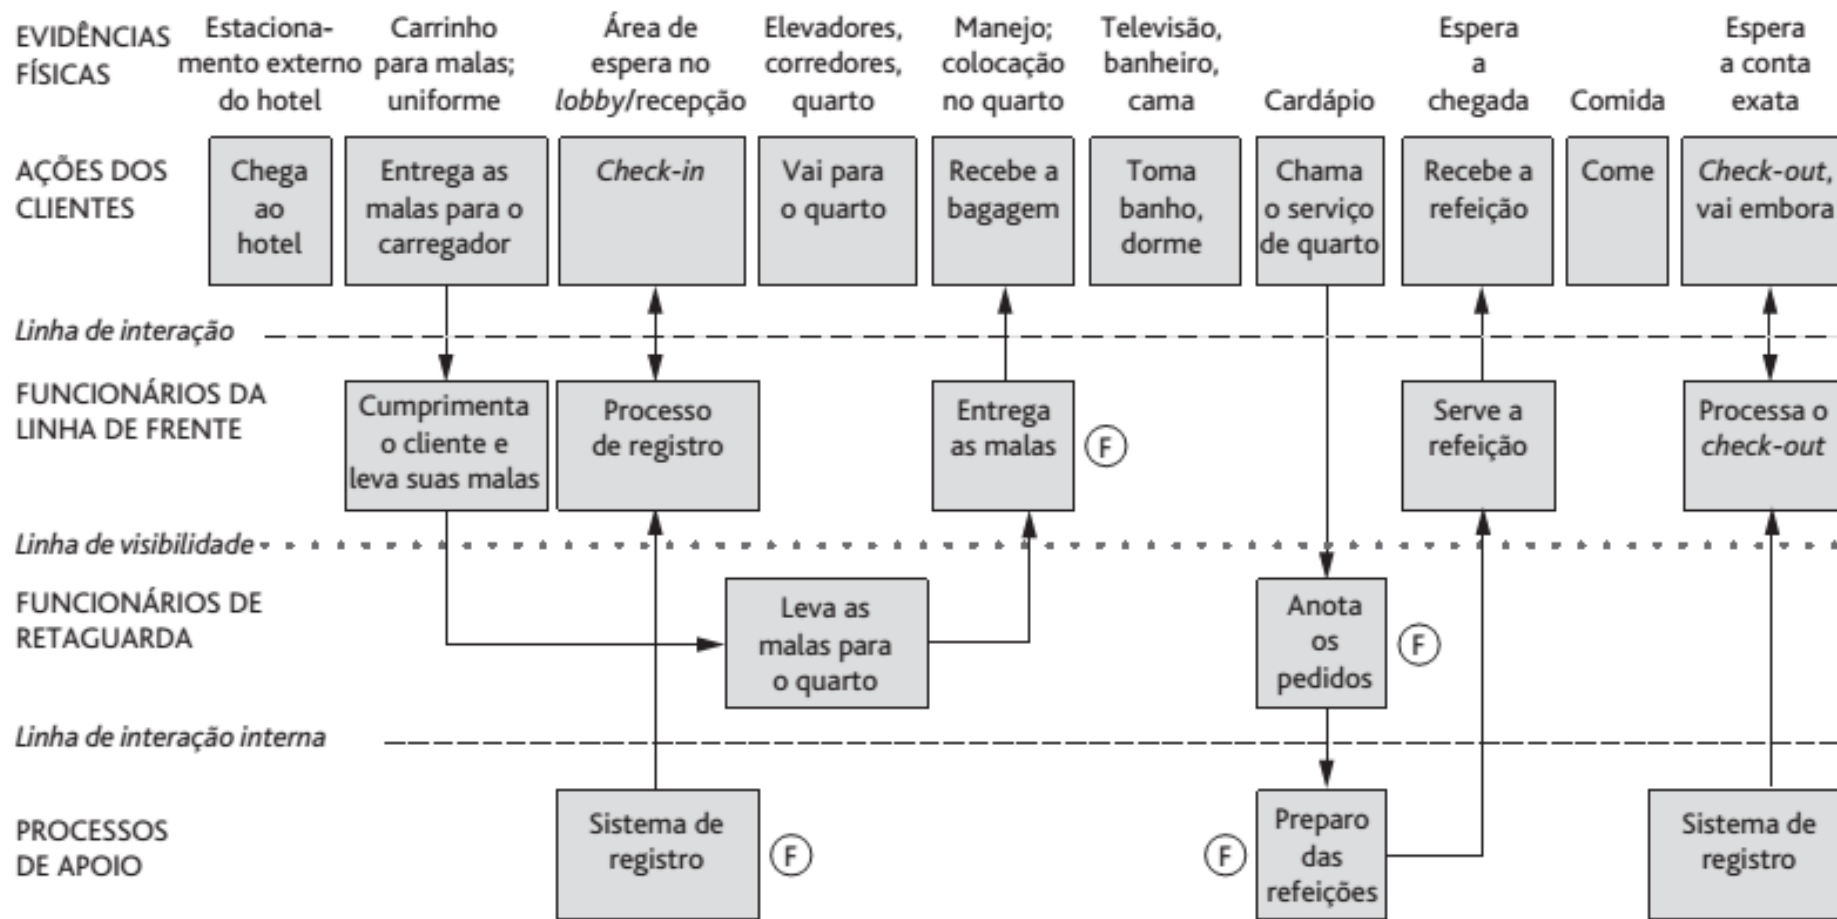 EVIDÊNCIAS
FÍSICAS
Estaciona-
mento externo
do hotel
Carrinho
para malas;
uniforme
Área de
espera no
lobby/recepção
Elevadores,
corredores,
quarto
Manejo;
colocação
no quarto
Televisão,
banheiro,
cama
Cardápio
Espera
a
chegada
Comida
Espera
a conta
exata
AÇÕES DOS
CLIENTES
Chega
ao
hotel
Entrega as
malas para o
carregador
Check-in
Vai para
o quarto
Recebe a
bagagem
Toma
banho,
dorme
Chama
o serviço
de quarto
Recebe a
refeição
Come
Check-out,
vai embora
Linha de interação
FUNCIONÁRIOS DA
LINHA DE FRENTE
Cumprimenta
o cliente e
leva suas malas
Processo
de registro
Entrega
as malas
F
Serve a
refeição
Processa o
check-out
Linha de visibilidade
FUNCIONÁRIOS DE
RETAGUARDA
Leva as
malas para
o quarto
Anota
os
pedidos
F
Linha de interação interna
PROCESSOS
DE APOIO
Sistema de
registro
F
F
Preparo
das
refeições
Sistema de
registro